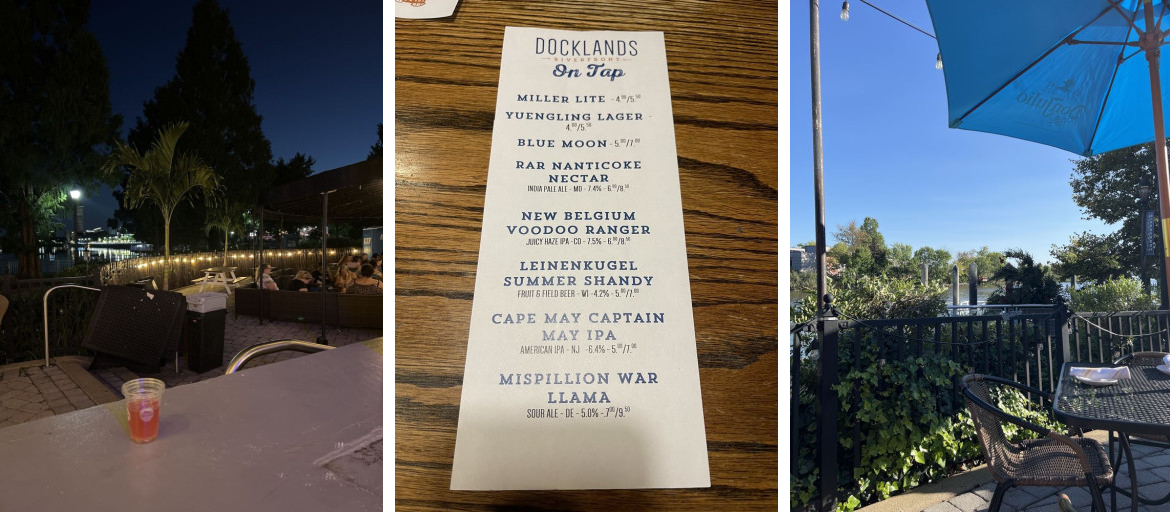 DOCKLANDS
RIVERFRONT
On Tap
MILLER LITE - 4.00/5.50
YUENGLING LAGER -
4.00/5.50
BLUE MOON - 5.00/7.00
RAR NANTICOKE
NECTAR
INDIA PALE ALE - MD - 7.4% - 6.00/8.50
NEW BELGIUM
VOODOO RANGER
JUICY HAZE IPA -CO - 7.5% - 6.00/8.50
LEINENKUGEL
SUMMER SHANDY
FRUIT & FIELD BEER - WI -4.2% - 5.00/7.00
CAPE MAY CAPTAIN
MAY IPA
AMERICAN IPA - NJ -6.4% - 5.00/7.00
MISPILLION WAR
LLAMA
SOUR ALE - DE - 5.0% -.700/9.50